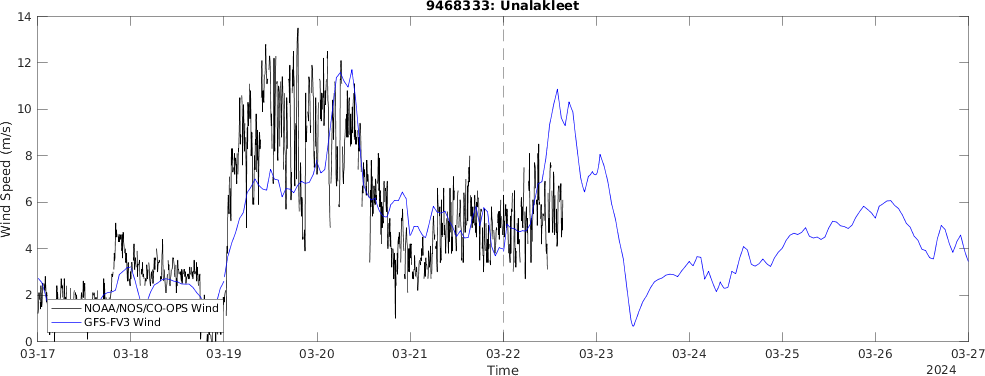 9468333: Unalakleet
Wind Speed (m/s)
14
12
10
8
6
4
2
0
NOAA/NOS/CO-OPS Wind
GFS-FV3 Wind
03-17 03-18 03-19 03-20 03-21 03-22 03-23 03-24 03-25 03-26 03-27
Time
2024